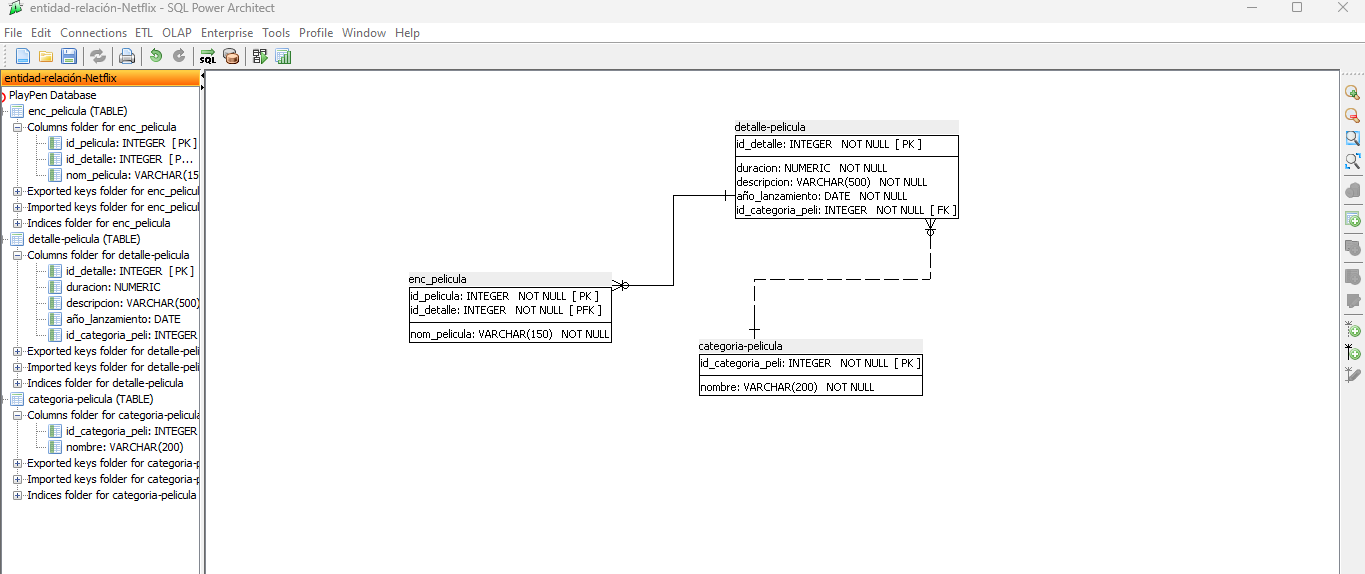 entidad-relación-Netflix - SQL Power Architect
File Edit Connections ETL OLAP Enterprise Tools Profile Window Help
SQL
entidad-relación-Netflix
PlayPen Database
enc_pelicula (TABLE)
Columns folder for enc_pelicula
id_pelicula: INTEGER [ PK ]
id_detalle: INTEGER [ P...
nom_pelicula: VARCHAR(15
Exported keys folder for enc_pelicul
Imported keys folder for enc_pelicul
Indices folder for enc_pelicula
detalle-pelicula (TABLE)
Columns folder for detalle-pelicula
id_detalle: INTEGER [ PK ]
duracion: NUMERIC
descripcion: VARCHAR(500)
año_lanzamiento: DATE
id_categoria_peli: INTEGER
Exported keys folder for detalle-peli
Imported keys folder for detalle-peli
Indices folder for detalle-pelicula
categoria-pelicula (TABLE)
Columns folder for categoria-pelicula
id_categoria_peli: INTEGER
nombre: VARCHAR(200)
Exported keys folder for categoria-p
Imported keys folder for categoria-p
Indices folder for categoria-pelicula
detalle-pelicula
id_detalle: INTEGER NOT NULL [ PK ]
duracion: NUMERIC NOT NULL
descripcion: VARCHAR(500) NOT NULL
año_lanzamiento: DATE NOT NULL
id_categoria_peli: INTEGER NOT NULL [ FK ]
enc_pelicula
id_pelicula: INTEGER NOT NULL [ PK ]
id_detalle: INTEGER NOT NULL [ PFK ]
nom_pelicula: VARCHAR(150) NOT NULL
categoria-pelicula
id_categoria_peli: INTEGER NOT NULL [ PK ]
nombre: VARCHAR(200) NOT NULL